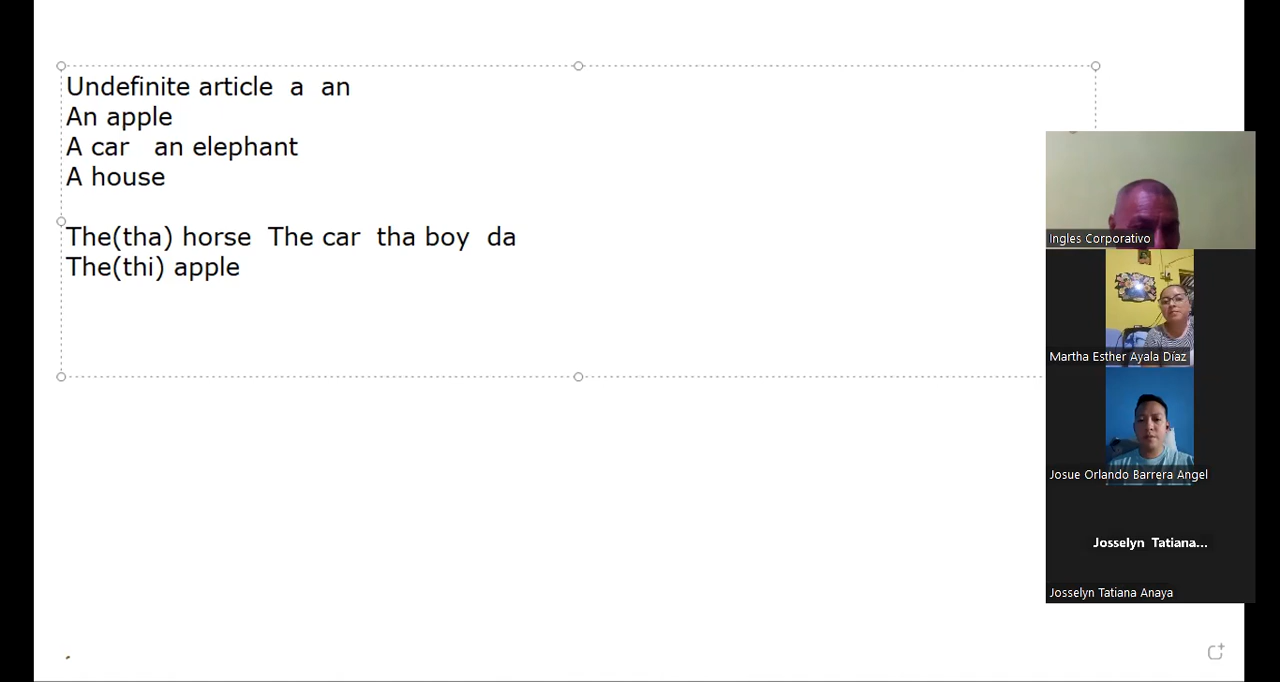 Undefinite article a an
An apple
A car an elephant
A house
The(tha) horse The car tha boy da
The(thi) apple
Ingles Corporativo
Martha Esther Ayala Díaz
Josue Orlando Barrera Angel
Josselyn Tatiana...
Josselyn Tatiana Anaya